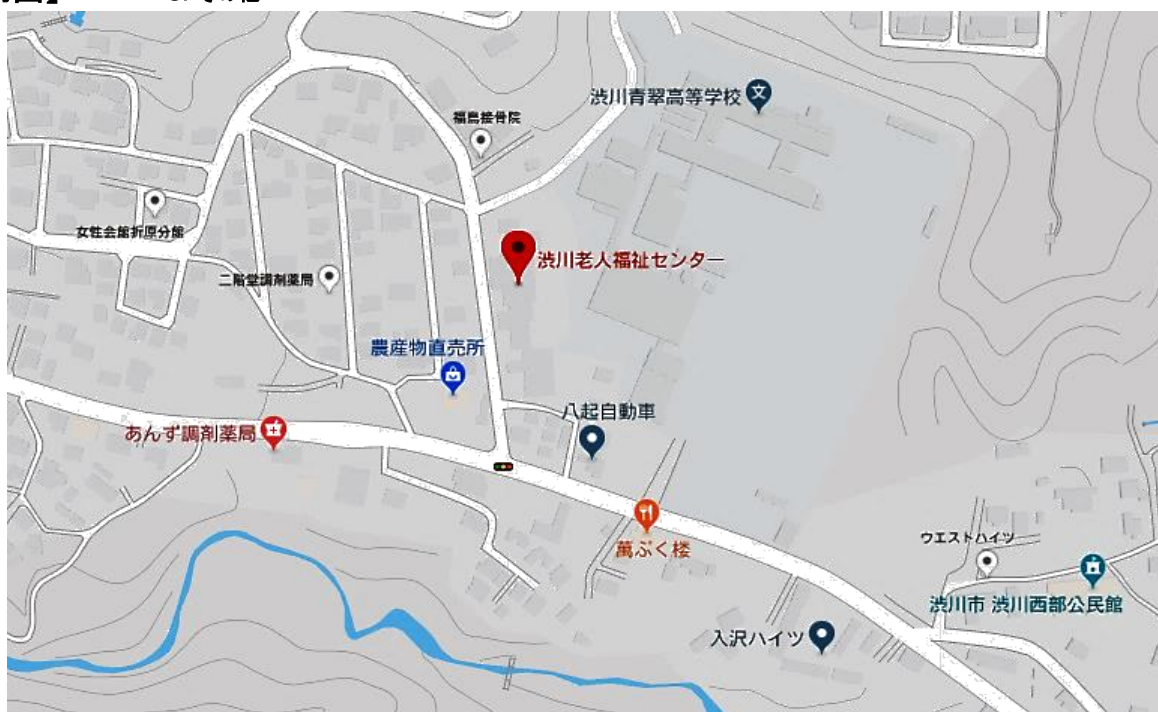 渋川青翠高等学校
文
福島接骨院
女性会館折原分館
渋川老人福祉センター
二階堂調剤薬局
農産物直売所
八起自動車
あんず調剤薬局
萬ぷく楼
ウエストハイツ
渋川市 渋川西部公民館
入沢ハイツ